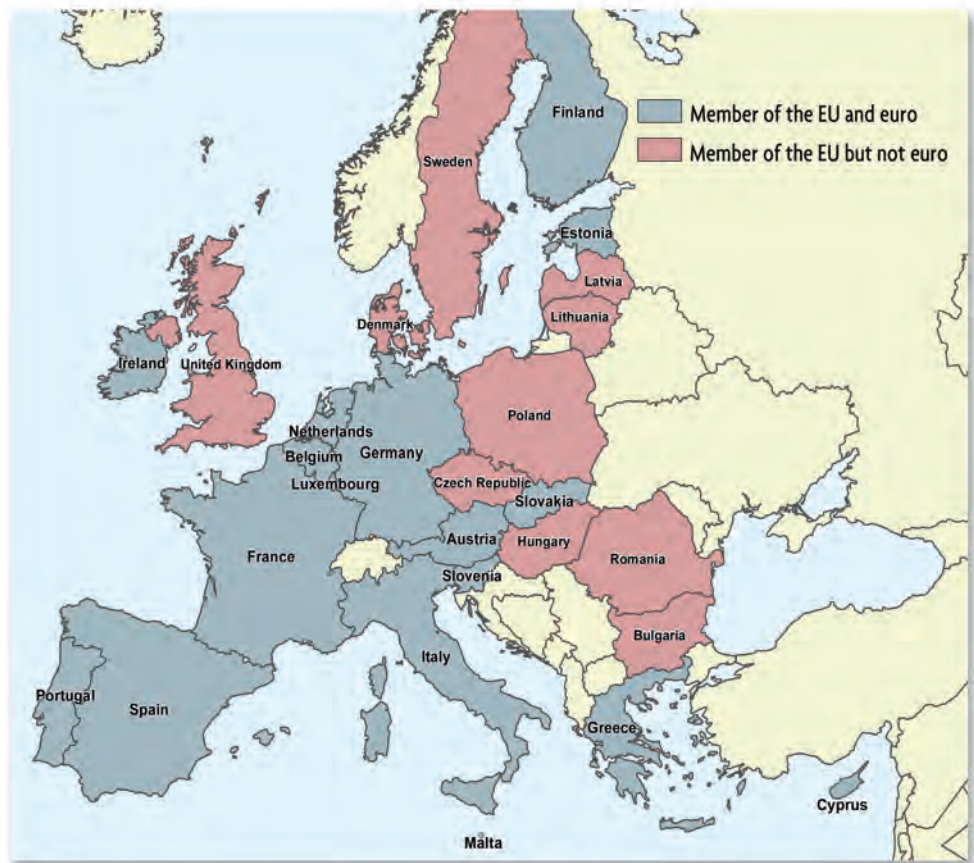 Finland
Member of the EU and euro
Member of the EU but not euro
Sweden
Estonia
Latvia
Lithuania
Denmark
Ireland
United Kingdom
Poland
Netherlands
Belgium
Germany
Luxembourg
Czech Republic
Slovakia
Austria
Hungary
France
Romania
Slovenia
Bulgaria
Italy
Portugal
Spain
Greece
Cyprus
Malta